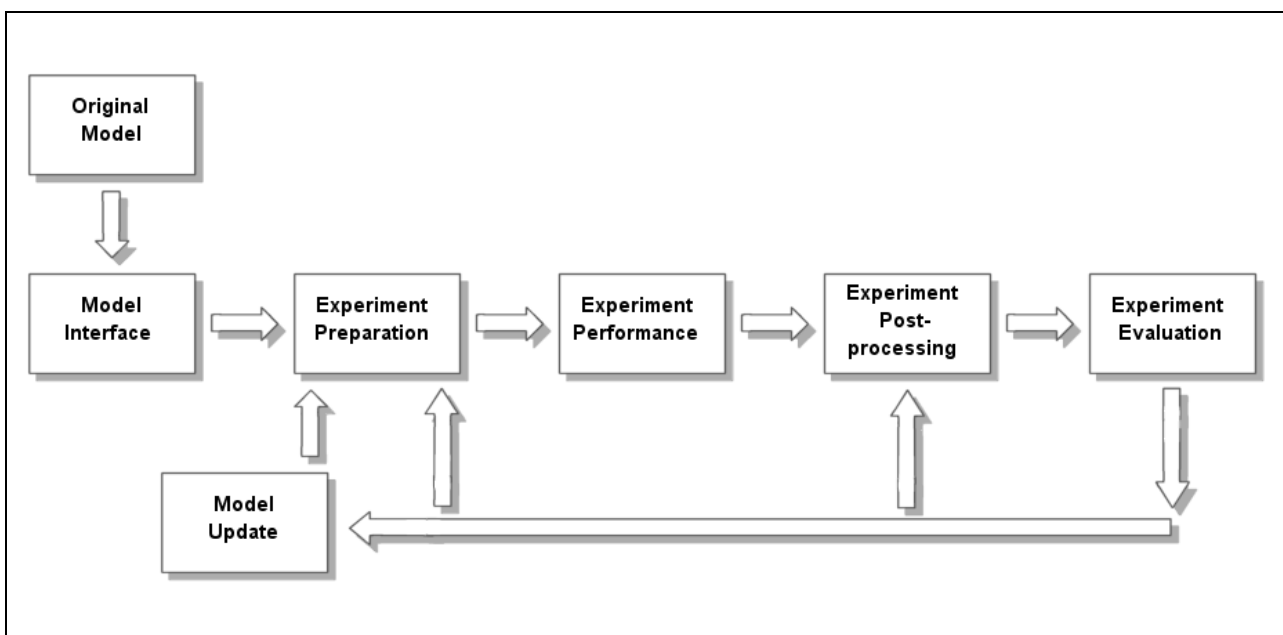 Original
Model
Model
Interface
Experiment
Preparation
Experiment
Performance
Experiment
Post-
processing
Experiment
Evaluation
Model
Update